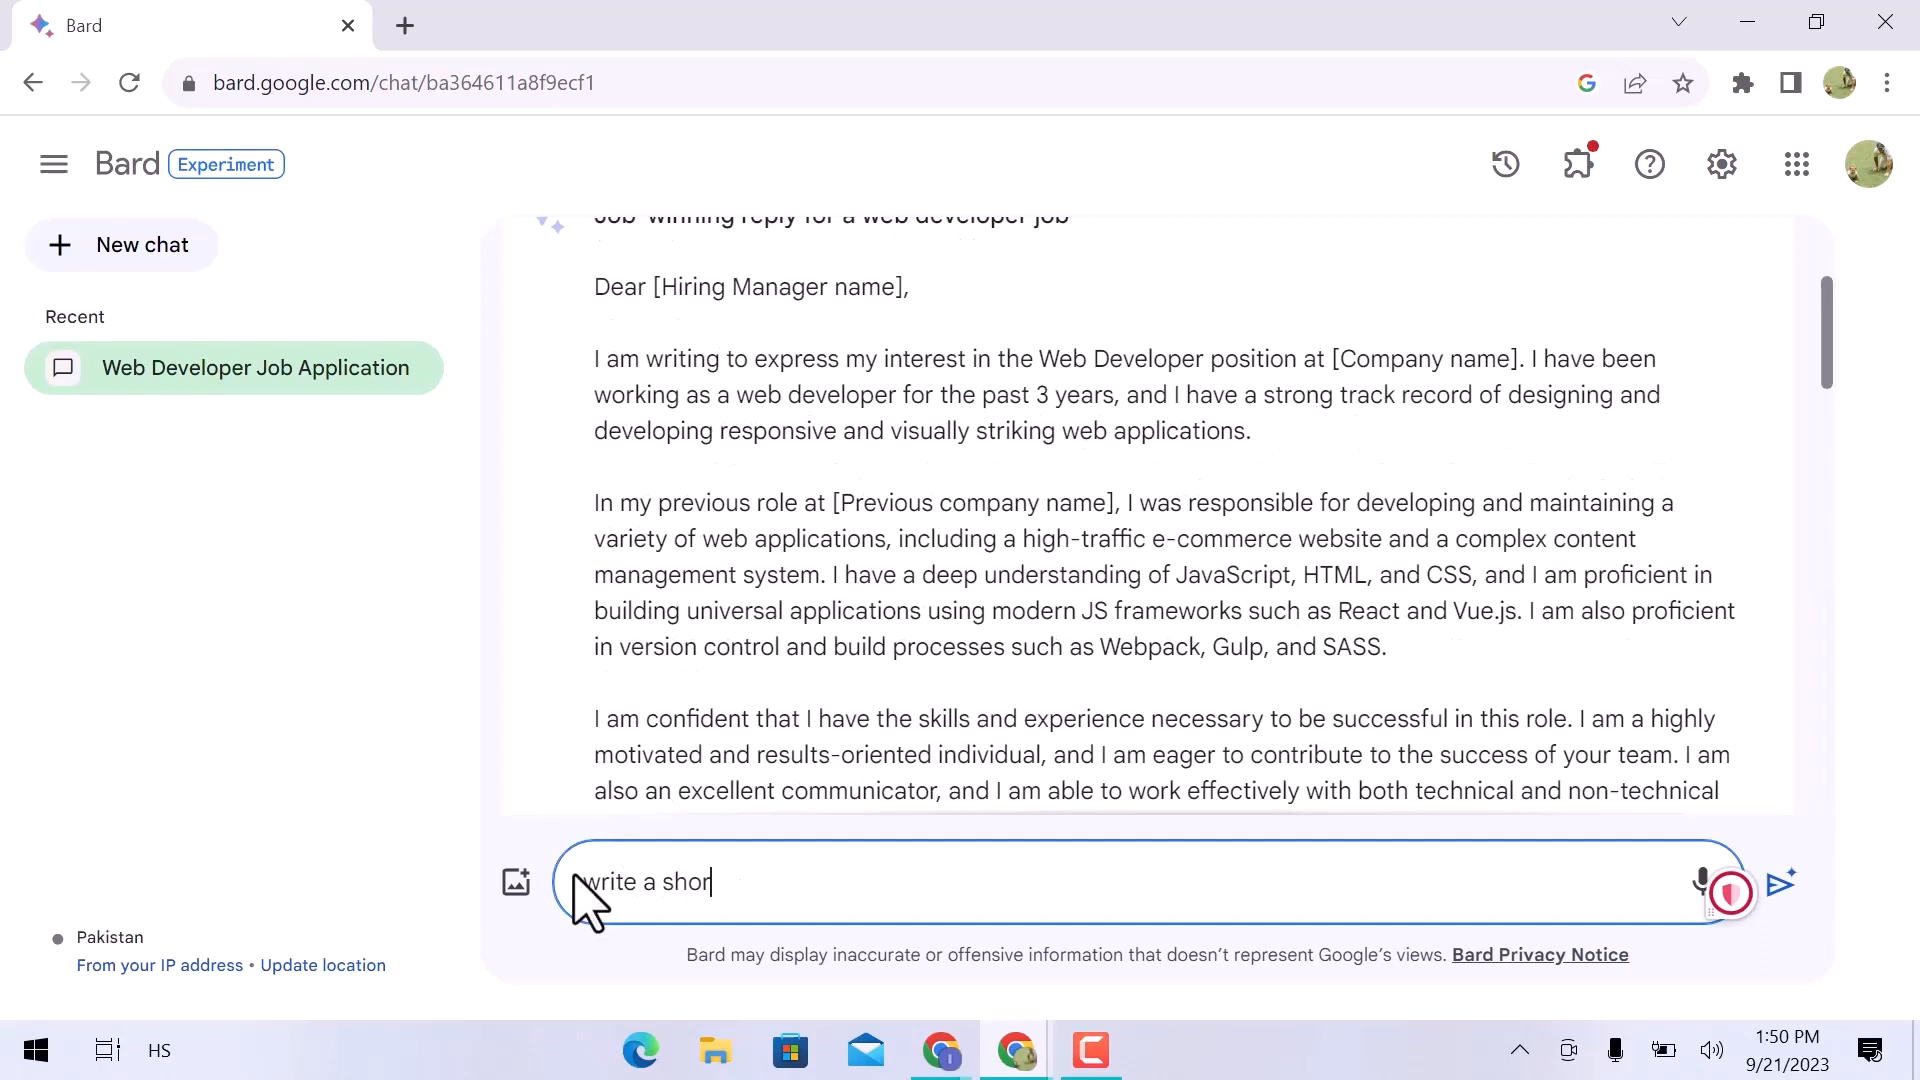 Bard
bard.google.com/chat/ba364611a8f9ecf1
Bard Experiment
New chat
Recent
Web Developer Job Application
Job-winning reply for a web developer job
Dear [Hiring Manager name],
I am writing to express my interest in the Web Developer position at [Company name]. I have been
working as a web developer for the past 3 years, and I have a strong track record of designing and
developing responsive and visually striking web applications.
In my previous role at [Previous company name], I was responsible for developing and maintaining a
variety of web applications, including a high-traffic e-commerce website and a complex content
management system. I have a deep understanding of JavaScript, HTML, and CSS, and I am proficient in
building universal applications using modern JS frameworks such as React and Vue.js. I am also proficient
in version control and build processes such as Webpack, Gulp, and SASS.
I am confident that I have the skills and experience necessary to be successful in this role. I am a highly
motivated and results-oriented individual, and I am eager to contribute to the success of your team. I am
also an excellent communicator, and I am able to work effectively with both technical and non-technical
write a shor
Bard may display inaccurate or offensive information that doesn't represent Google's views. Bard Privacy Notice
Pakistan
From your IP address • Update location
HS
1:50 PM
9/21/2023